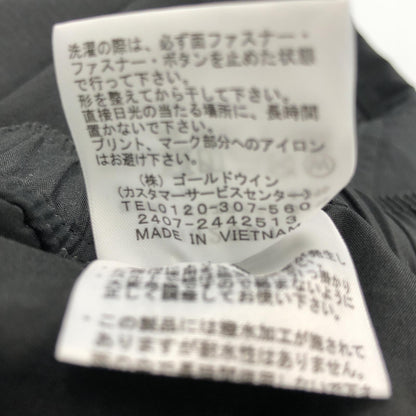 洗濯の際は、必ず面ファスナー・
ファスナー・ボタンを止めた状態
で行って下さい。
形を整えてから干して下さい。
直接日光の当たる場所に、長時間
置かないで下さい。
プリント、マーク部分へのアイロン
はお避け下さい。
(株) ゴールドウイン
(カスタマーサービスセンター)
TEL0120-307-560
2407-2442513
MADE IN VIETNAM
して下さい
・この製品には撥水加工が施されて
ありますが耐水性はありません。